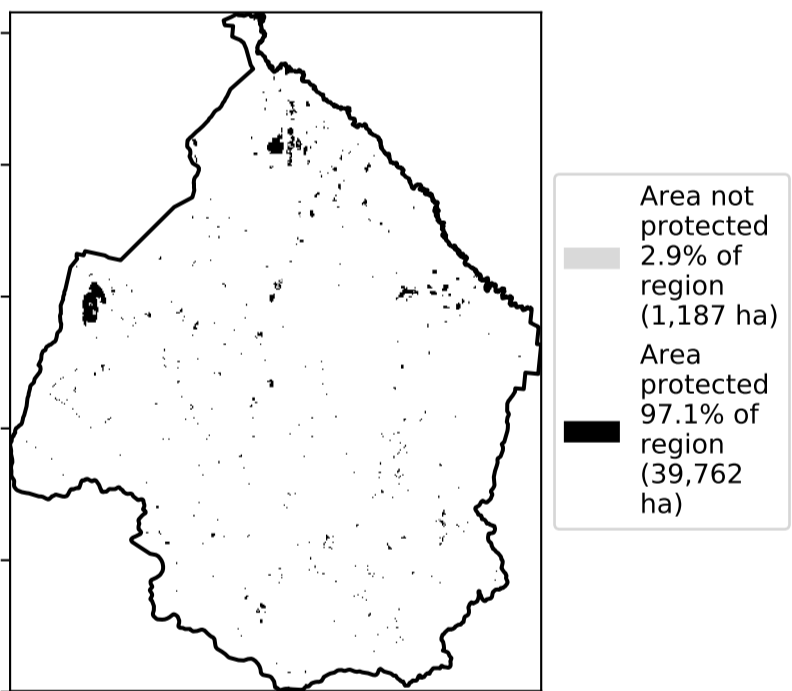 Area not
protected
2.9% of
region
(1,187 ha)
Area
protected
97.1% of
region
(39,762
ha)